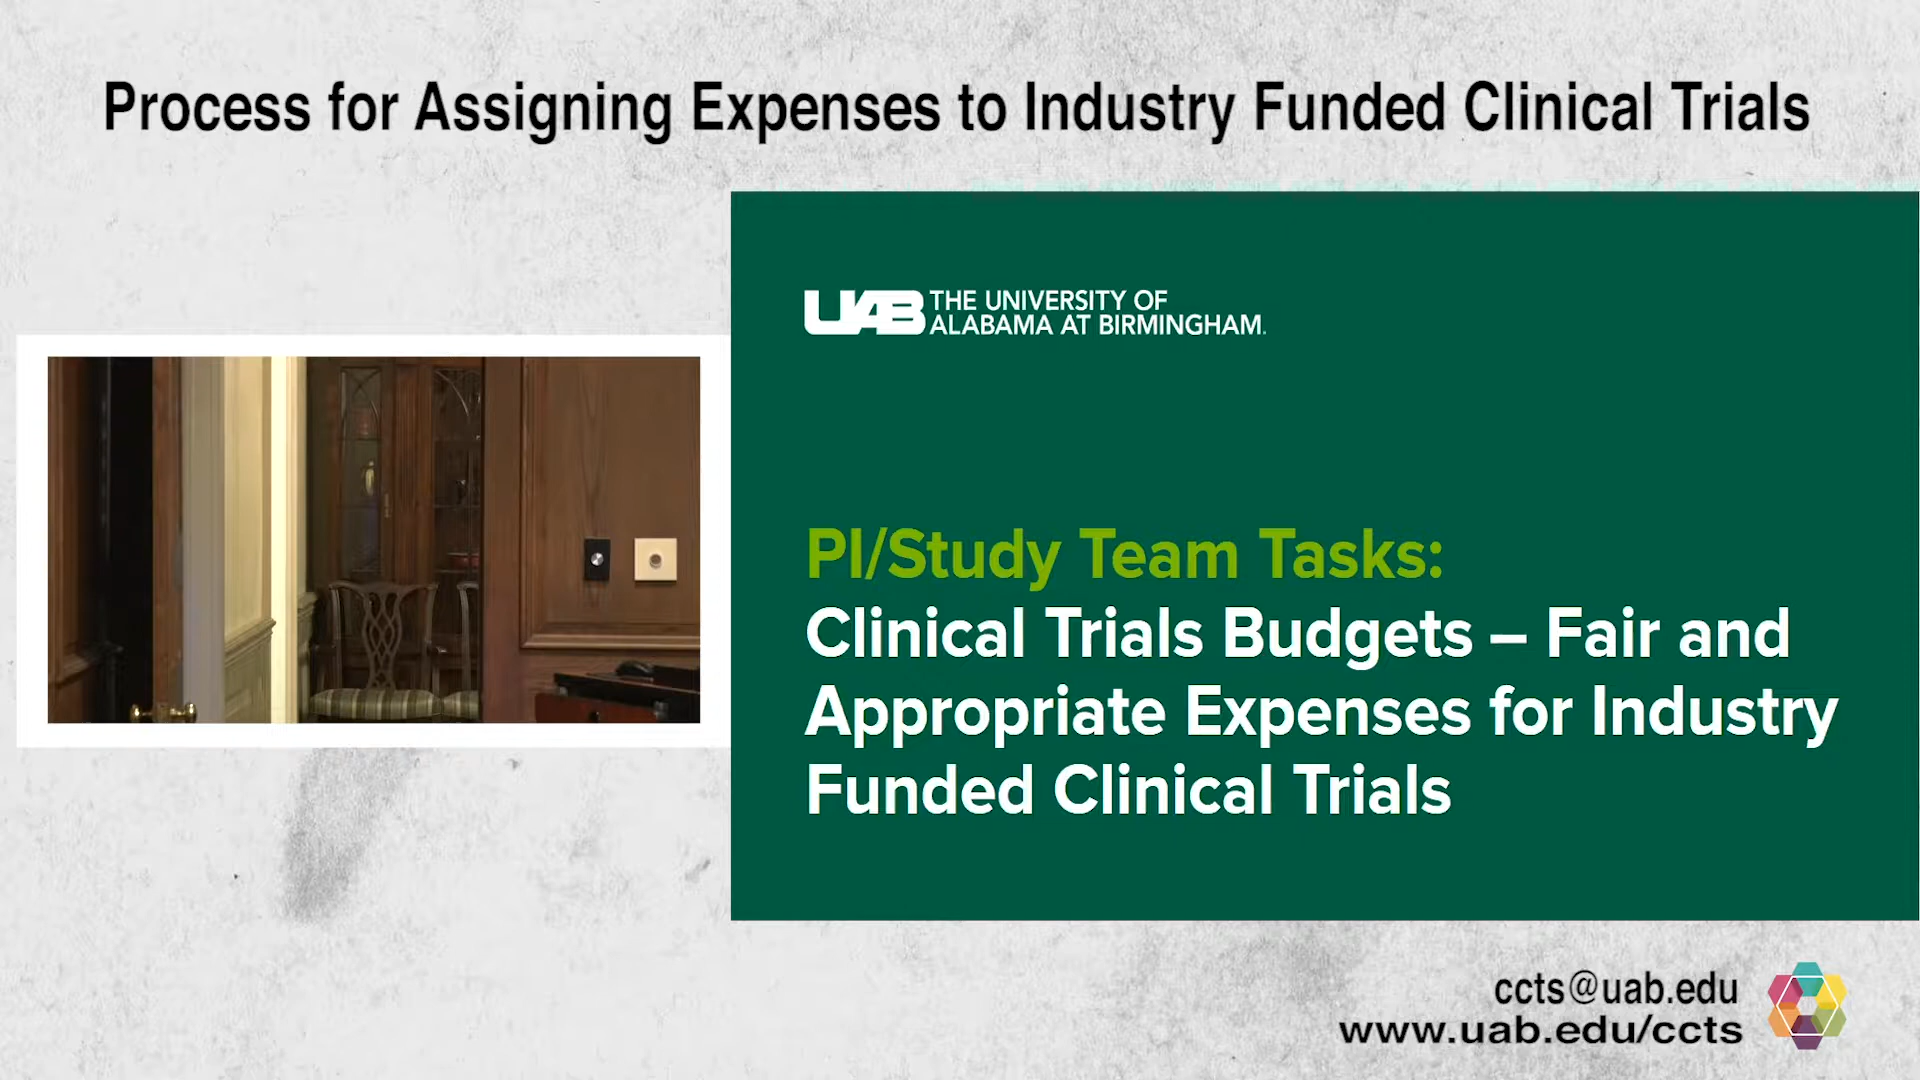 Process for Assigning Expenses to Industry Funded Clinical Trials
UAB THE UNIVERSITY OF
ALABAMA AT BIRMINGHAM.
PI/Study Team Tasks:
Clinical Trials Budgets – Fair and
Appropriate Expenses for Industry
Funded Clinical Trials
ccts@uab.edu
www.uab.edu/ccts